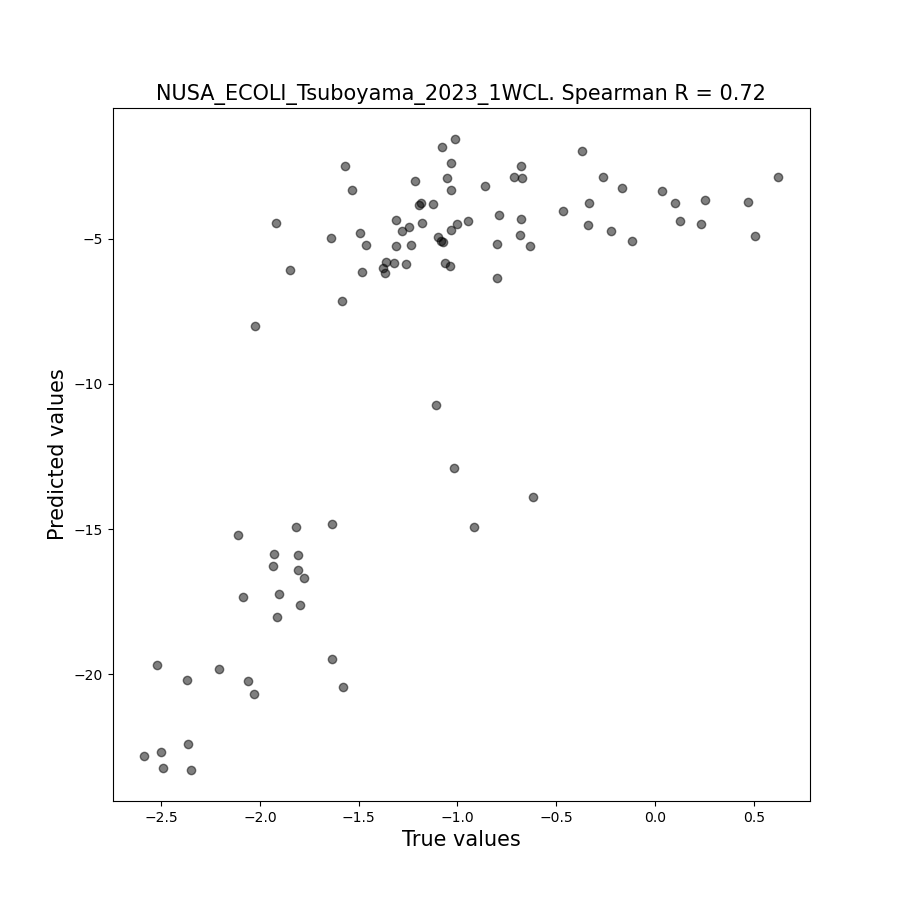 NUSA_ECOLI_Tsuboyama_2023_1WCL. Spearman R = 0.72
−5
−10
−15
−20
Predicted values
−2.5 −2.0 −1.5 −1.0 −0.5 0.0 0.5
True values